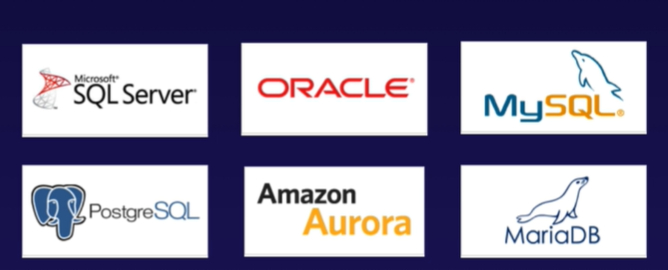 Microsoft®
SQL Server®
ORACLE®
MySQL®
PostgreSQL
Amazon
Aurora
MariaDB